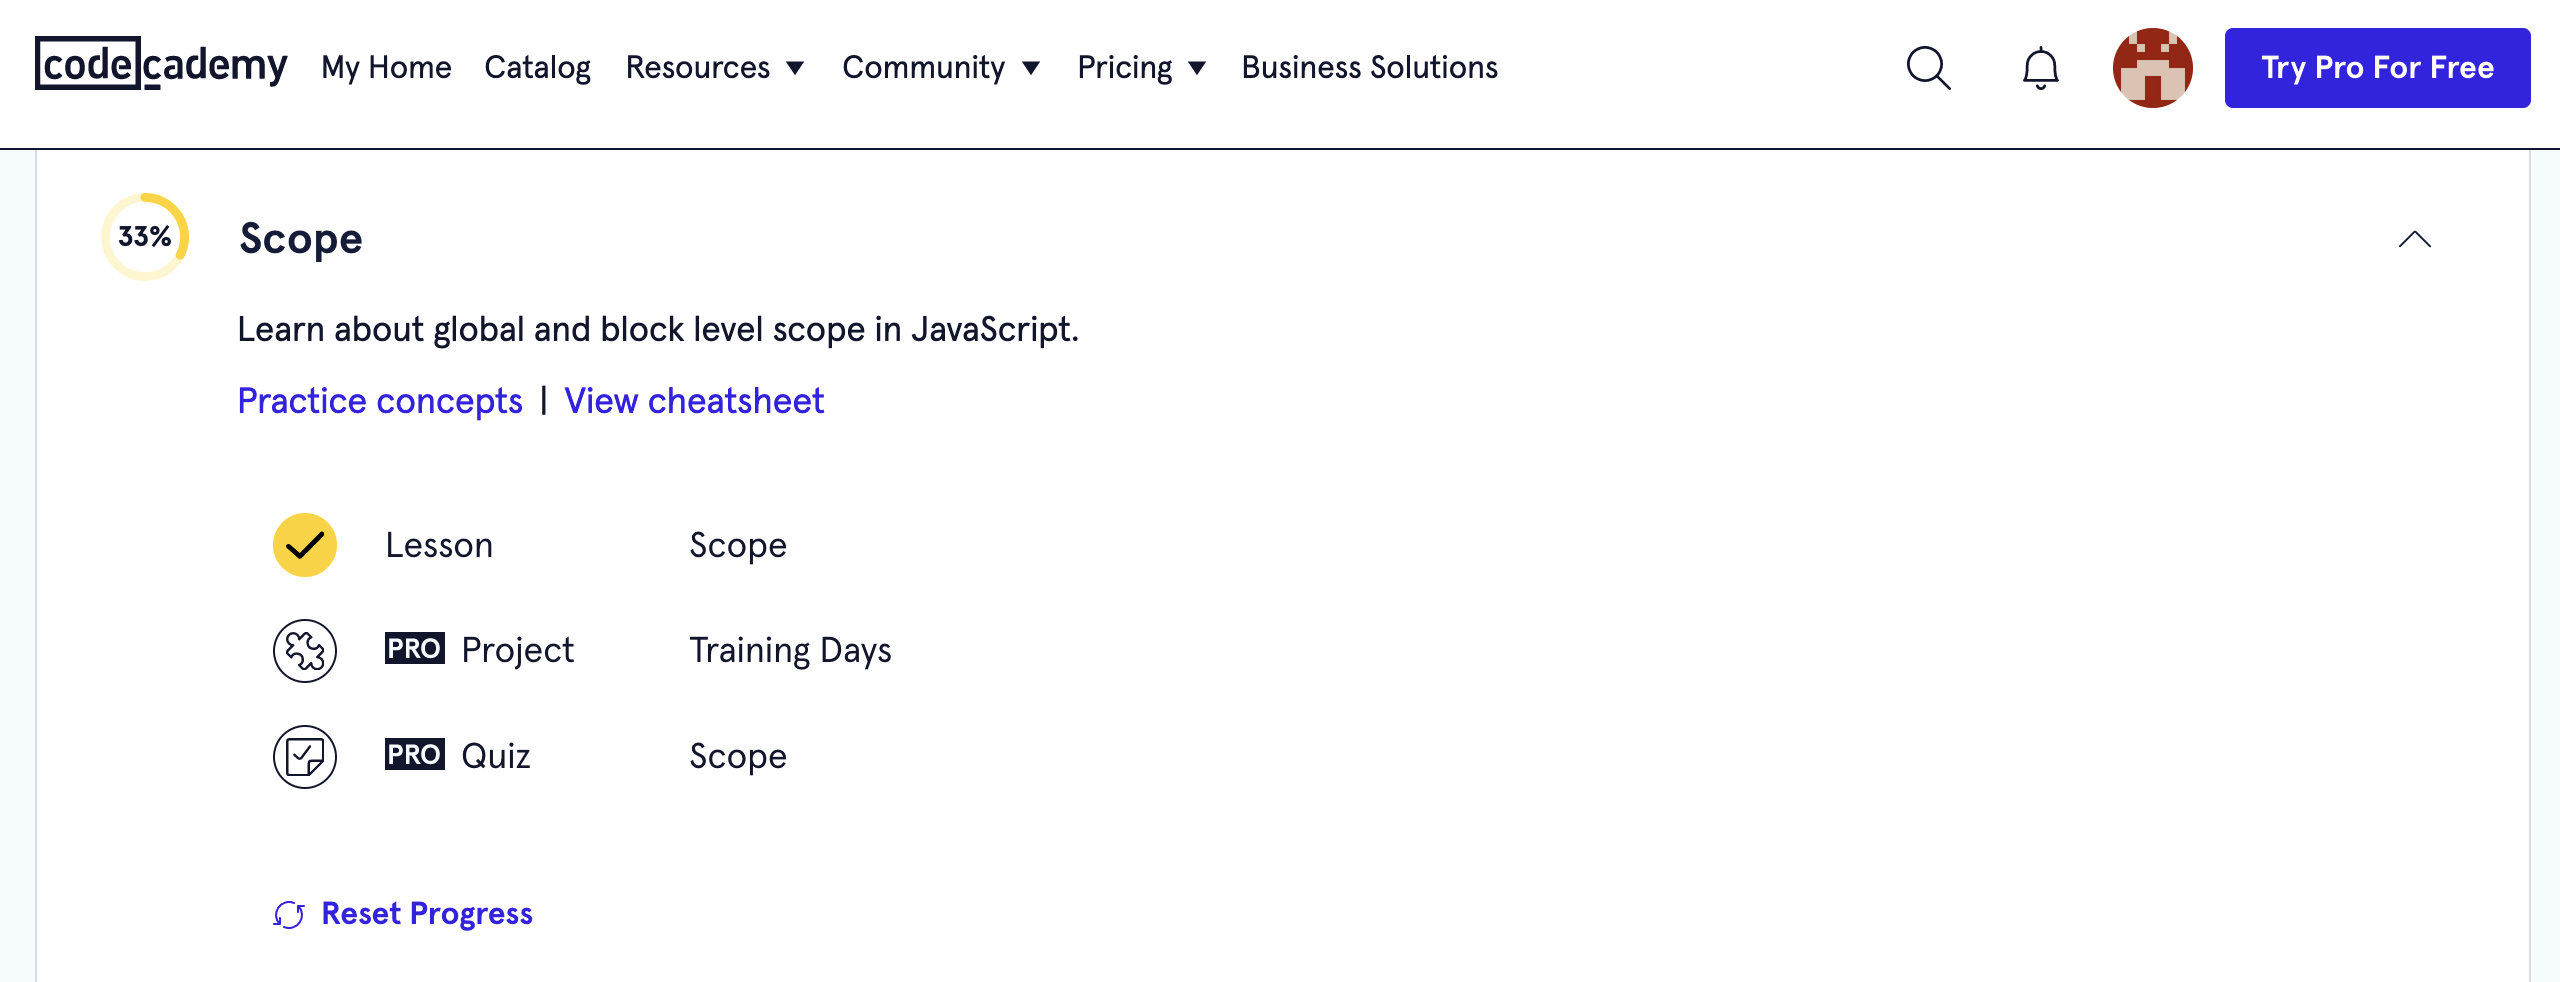 codecademy My Home Catalog Resources Community Pricing Business Solutions Try Pro For Free
33% Scope
Learn about global and block level scope in JavaScript.
Practice concepts | View cheatsheet
Lesson Scope
PRO Project Training Days
PRO Quiz Scope
Reset Progress